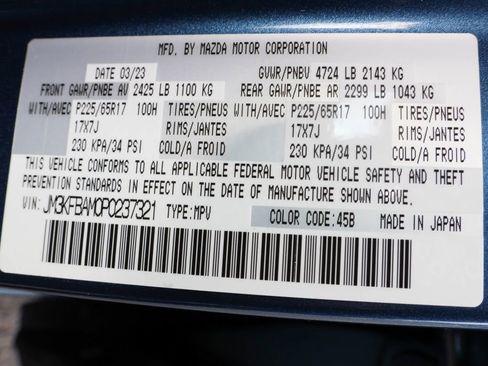 MFD. BY MAZDA MOTOR CORPORATION
DATE 03/23 GVWR/PNBV 4724 LB 2143 KG
FRONT GAWR/PNBE AV 2425 LB 1100 KG REAR GAWR/PNBE AR 2299 LB 1043 KG
WITH/AVEC P225/65R17 100H TIRES/PNEUS WITH/AVEC P225/65R17 100H TIRES/PNEUS
17X7J RIMS/JANTES 17X7J RIMS/JANTES
230 KPA/34 PSI COLD/A FROID 230 KPA/34 PSI COLD/A FROID
THIS VEHICLE CONFORMS TO ALL APPLICABLE FEDERAL MOTOR VEHICLE SAFETY AND THEFT
PREVENTION STANDARDS IN EFFECT ON THE DATE OF MANUFACTURE SHOWN ABOVE.
VIN: JM3KFBAM0P0237321 TYPE:MPV COLOR CODE:45B MADE IN JAPAN